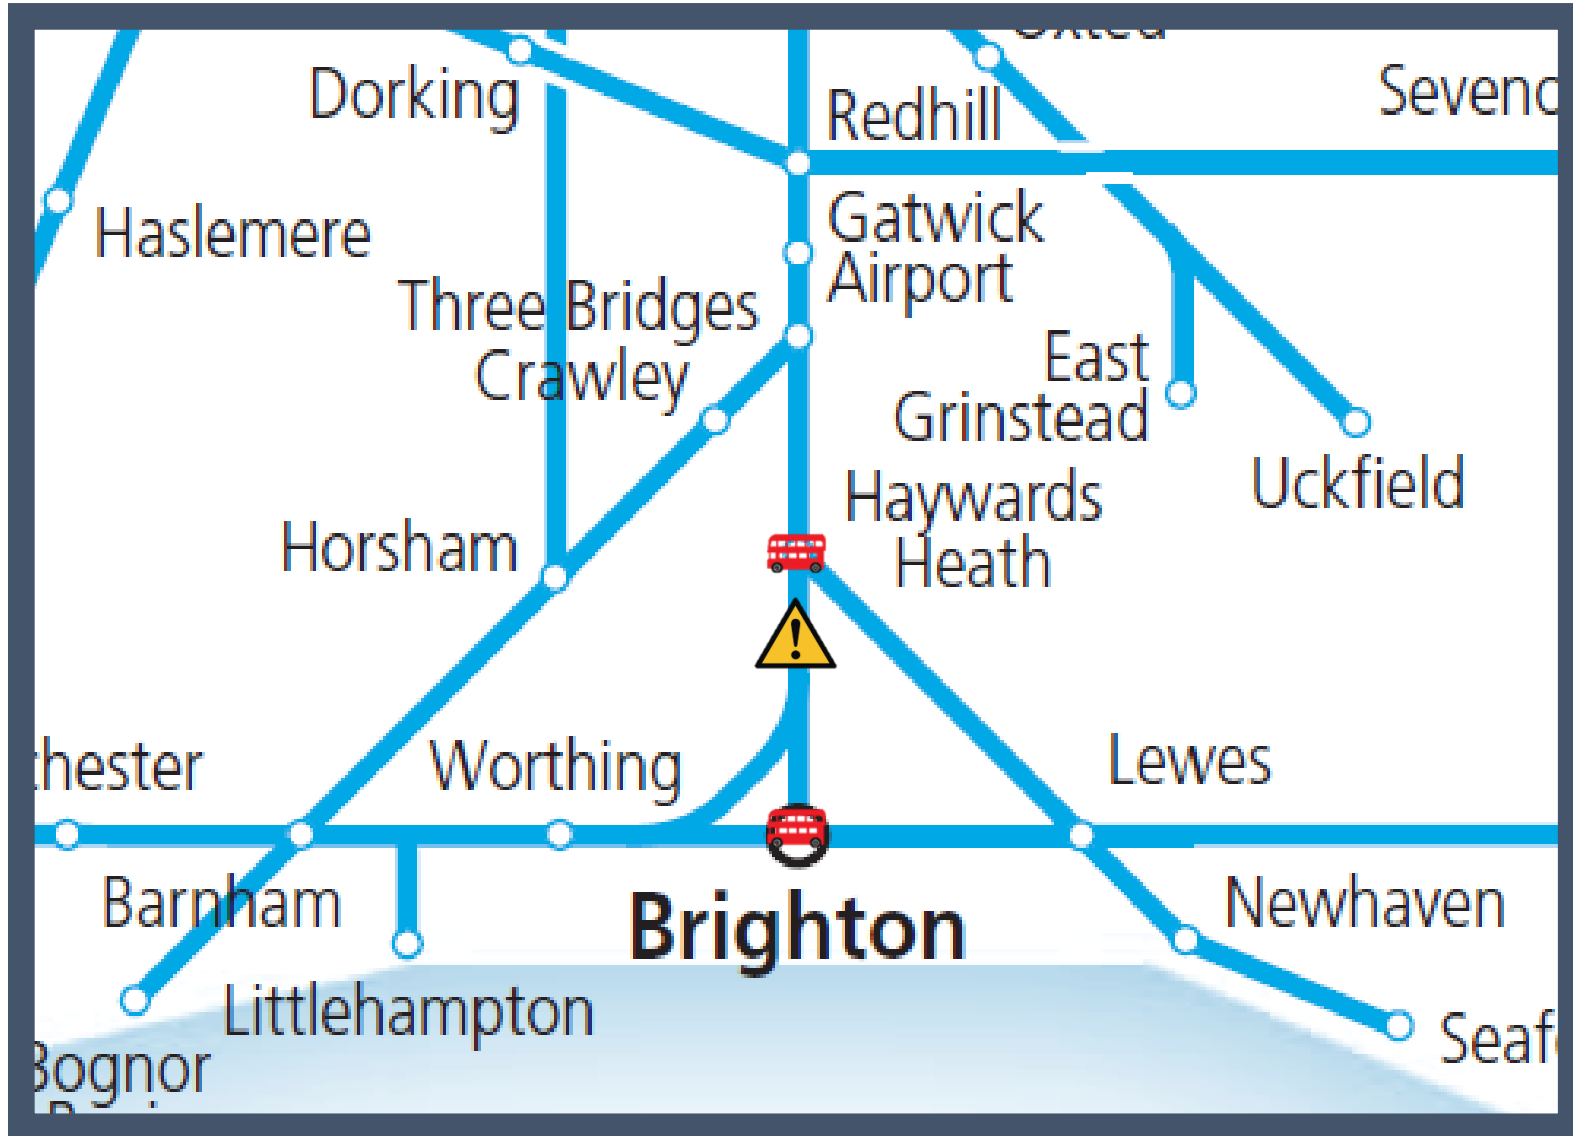 Dorking
Redhill
Haslemere
Gatwick
Airport
Three Bridges
Crawley
East
Grinstead
Uckfield
Haywards
Heath
Horsham
Worthing
Lewes
Barnham
Brighton
Newhaven
Littlehampton
Bognor